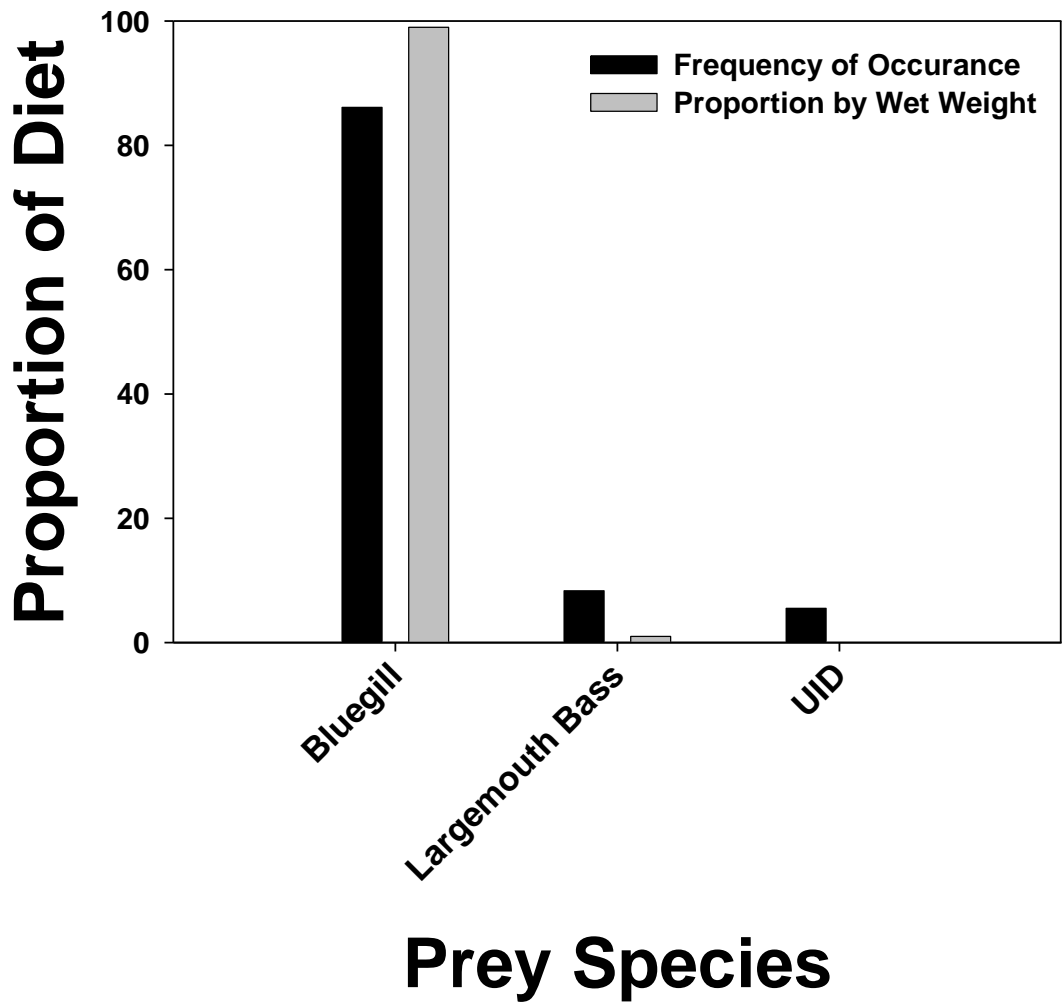 Proportion of Diet
100
80
60
40
20
0
Frequency of Occurance
Proportion by Wet Weight
Bluegill
Largemouth Bass
UID
Prey Species